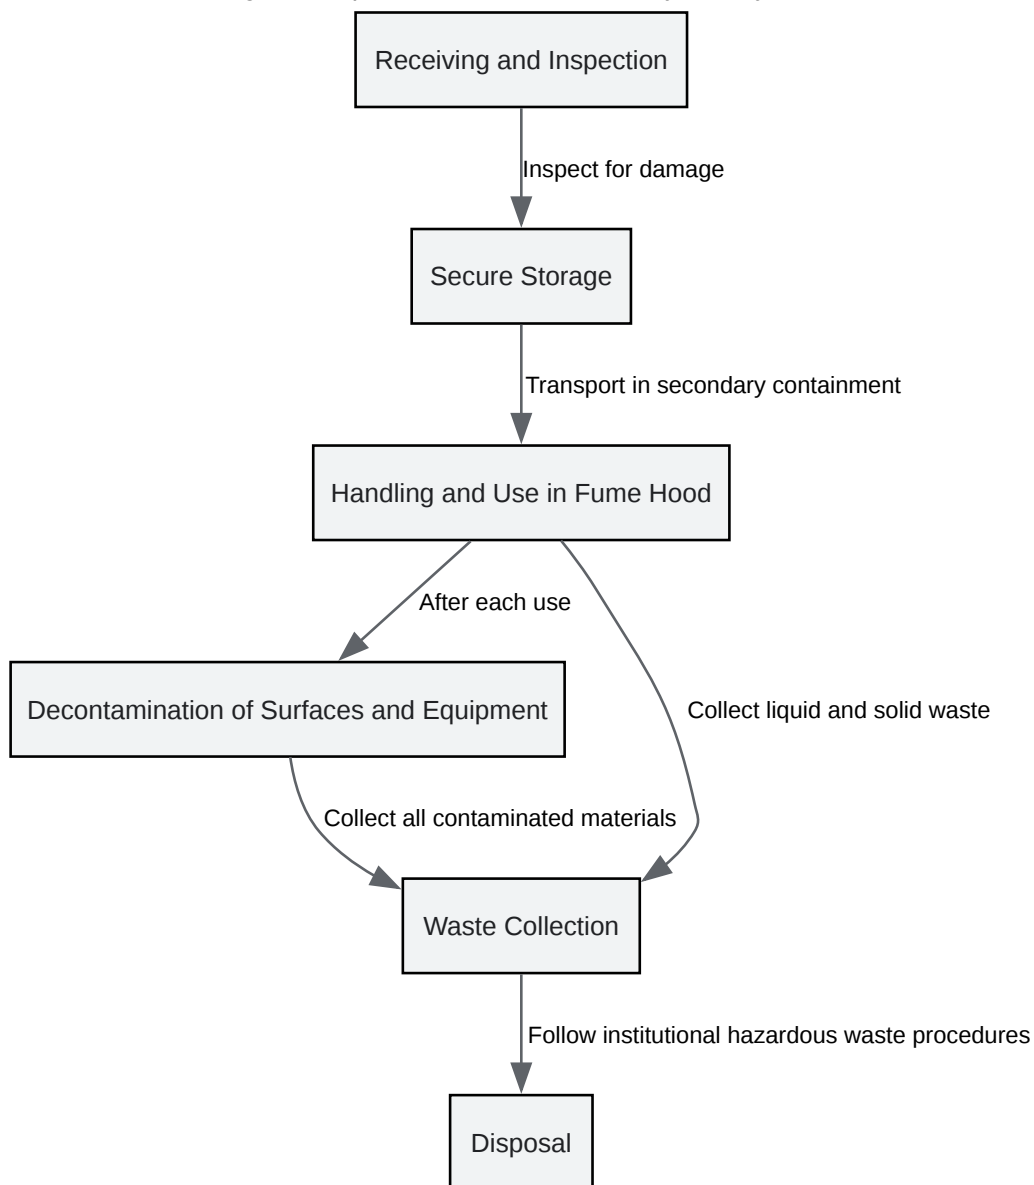 Receiving and Inspection
Inspect for damage
Secure Storage
Transport in secondary containment
Handling and Use in Fume Hood
After each use
Decontamination of Surfaces and Equipment
Collect liquid and solid waste
Collect all contaminated materials
Waste Collection
Follow institutional hazardous waste procedures
Disposal